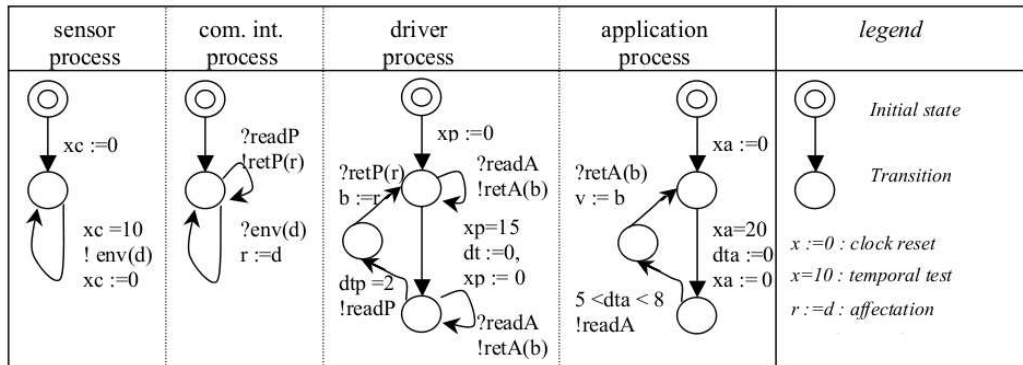 sensor
process
com. int.
process
driver
process
application
process
legend
xc :=0
xc =10
! env(d)
xc :=0
?readP
!retP(r)
?env(d)
r :=d
xp :=0
?retP(r)
b :=r
?readA
!retA(b)
xp=15
dt :=0,
xp := 0
dtp =2
!readP
?readA
!retA(b)
xa :=0
?retA(b)
v := b
xa=20
dta :=0
xa := 0
5 <dta < 8
!readA
Initial state
Transition
x :=0 : clock reset
x=10 : temporal test
r :=d : affectation